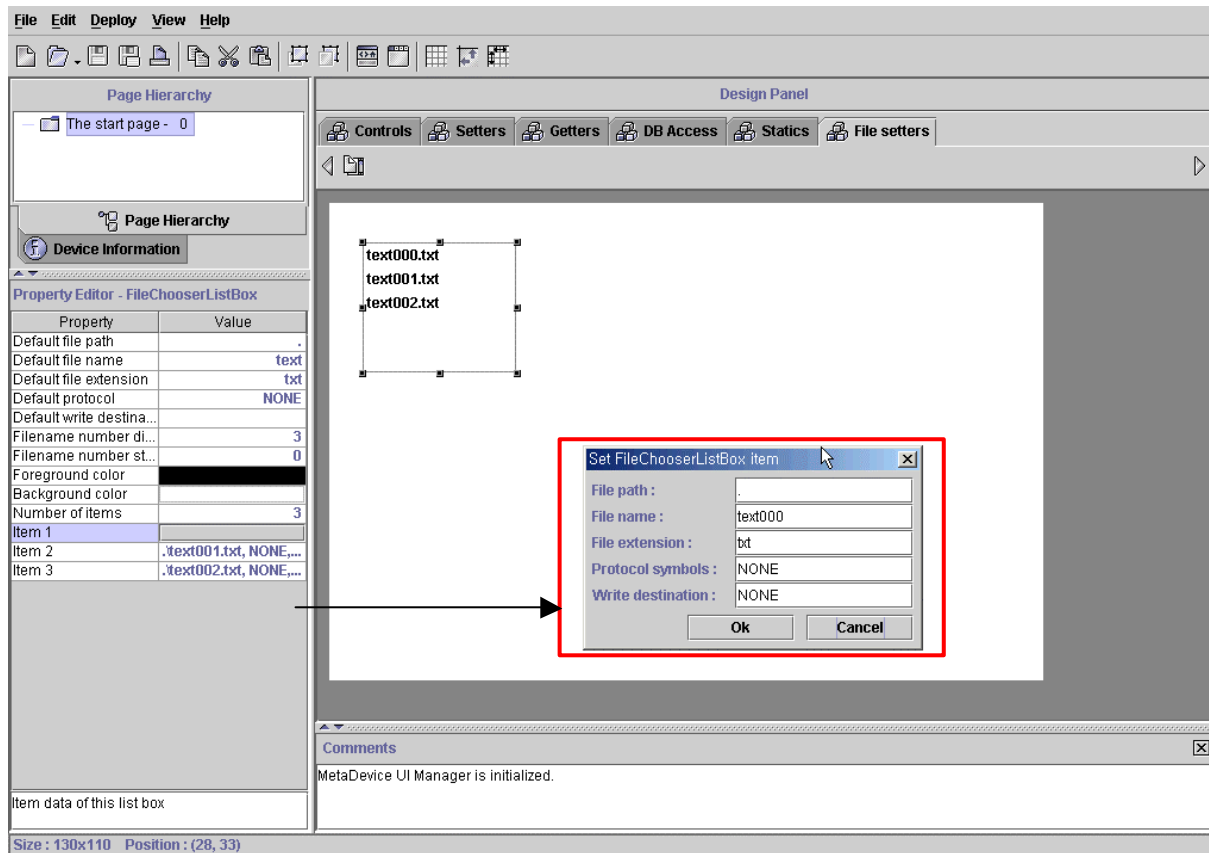 File Edit Deploy View Help
Page Hierarchy
The start page - 0
Page Hierarchy
Device Information
Property Editor - FileChooserListBox
Property Value
Default file path .
Default file name text
Default file extension txt
Default protocol NONE
Default write destina...
Filename number di... 3
Filename number st... 0
Foreground color
Background color
Number of items 3
Item 1
Item 2 .\text001.txt, NONE,...
Item 3 .\text002.txt, NONE,...
Item data of this list box
Design Panel
Controls Setters Getters DB Access Statics File setters
text000.txt
text001.txt
text002.txt
Set FileChooserListBox item
File path : .
File name : text000
File extension : txt
Protocol symbols : NONE
Write destination : NONE
Ok Cancel
Comments
MetaDevice UI Manager is initialized.
Size : 130x110 Position : (28, 33)